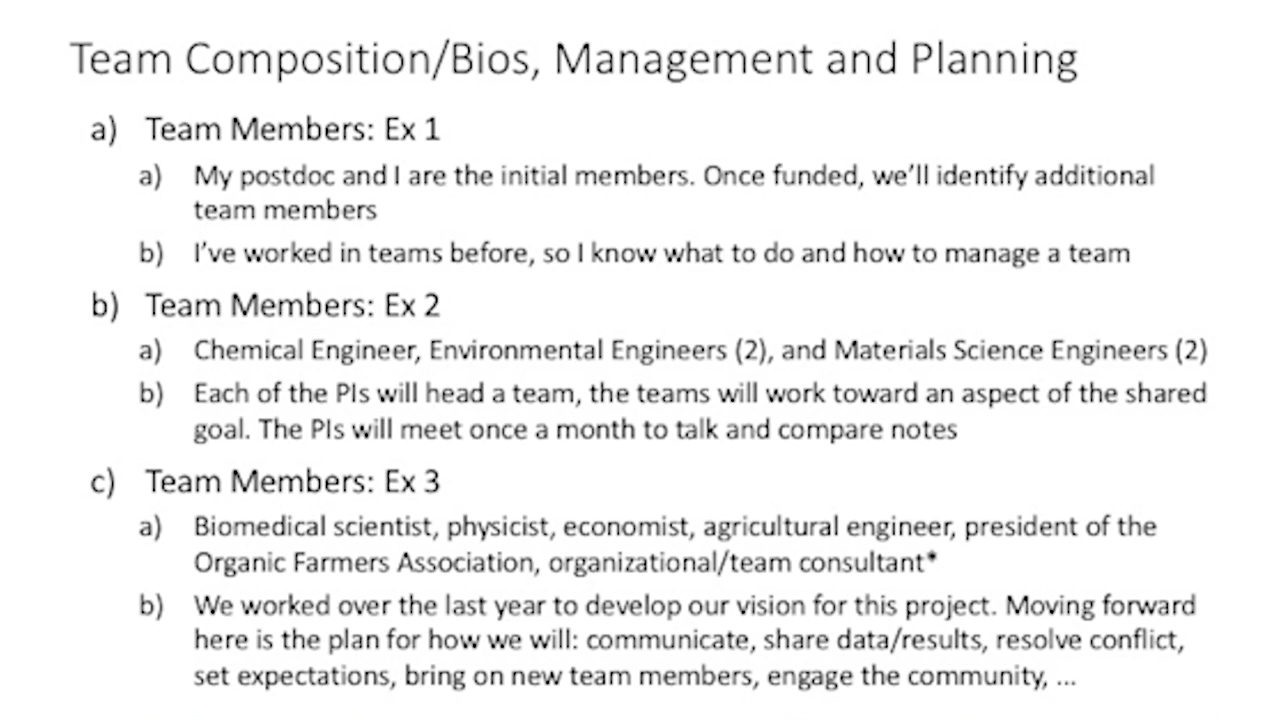 Team Composition/Bios, Management and Planning
a) Team Members: Ex 1
a) My postdoc and I are the initial members. Once funded, we’ll identify additional
team members
b) I’ve worked in teams before, so I know what to do and how to manage a team
b) Team Members: Ex 2
a) Chemical Engineer, Environmental Engineers (2), and Materials Science Engineers (2)
b) Each of the PIs will head a team, the teams will work toward an aspect of the shared
goal. The PIs will meet once a month to talk and compare notes
c) Team Members: Ex 3
a) Biomedical scientist, physicist, economist, agricultural engineer, president of the
Organic Farmers Association, organizational/team consultant*
b) We worked over the last year to develop our vision for this project. Moving forward
here is the plan for how we will: communicate, share data/results, resolve conflict,
set expectations, bring on new team members, engage the community, ...